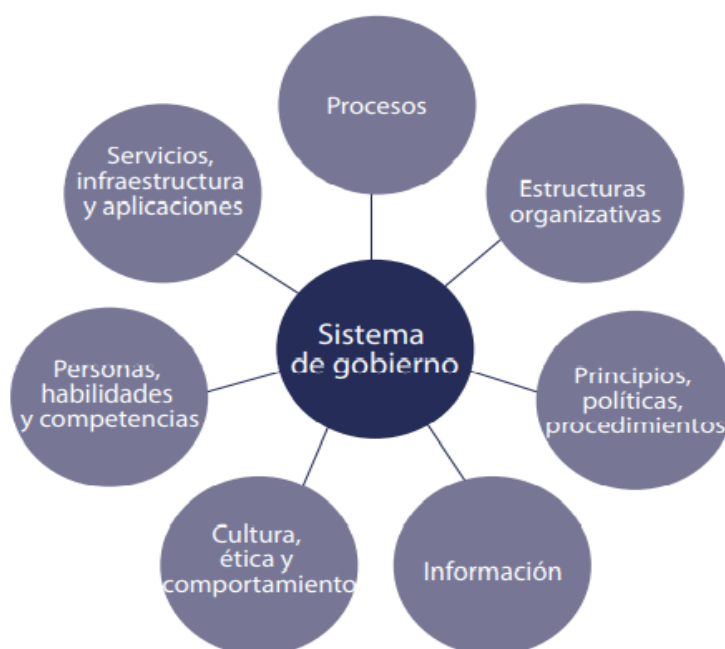 Procesos
Servicios,
infraestructura
y aplicaciones
Estructuras
organizativas
Sistema
de gobierno
Personas,
habilidades
y competencias
Principios,
políticas,
procedimientos
Cultura,
ética y
comportamiento
Información